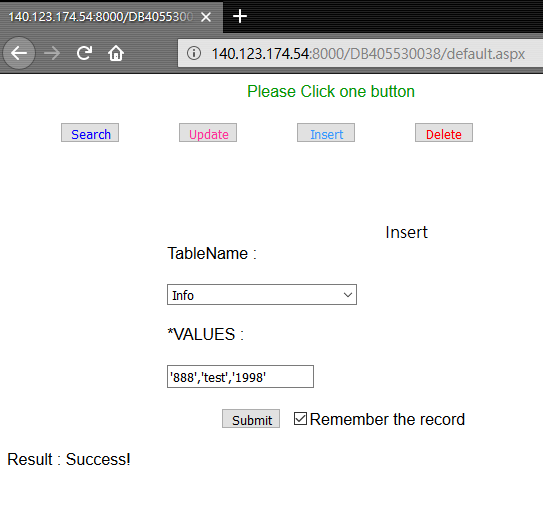 140.123.174.54:8000/DB4055300
140.123.174.54:8000/DB405530038/default.aspx
Please Click one button
Search Update Insert Delete
Insert
TableName :
Info
*VALUES :
'888','test','1998'
Submit Remember the record
Result : Success!